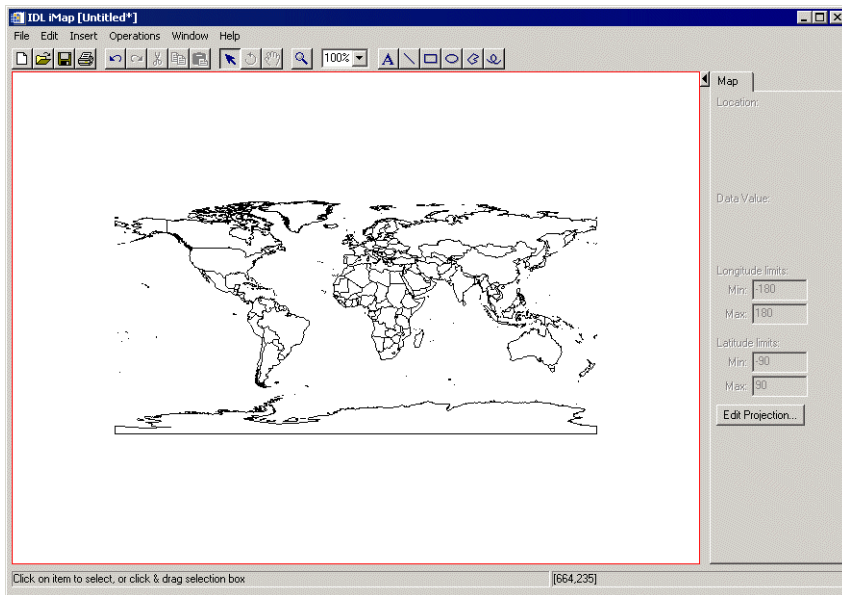 IDL iMap [Untitled*]
File Edit Insert Operations Window Help
100% A
Map
Location:
Data Value:
Longitude limits:
Min: -180
Max: 180
Latitude limits:
Min: -90
Max: 90
Edit Projection...
Click on item to select, or click & drag selection box [664,235]